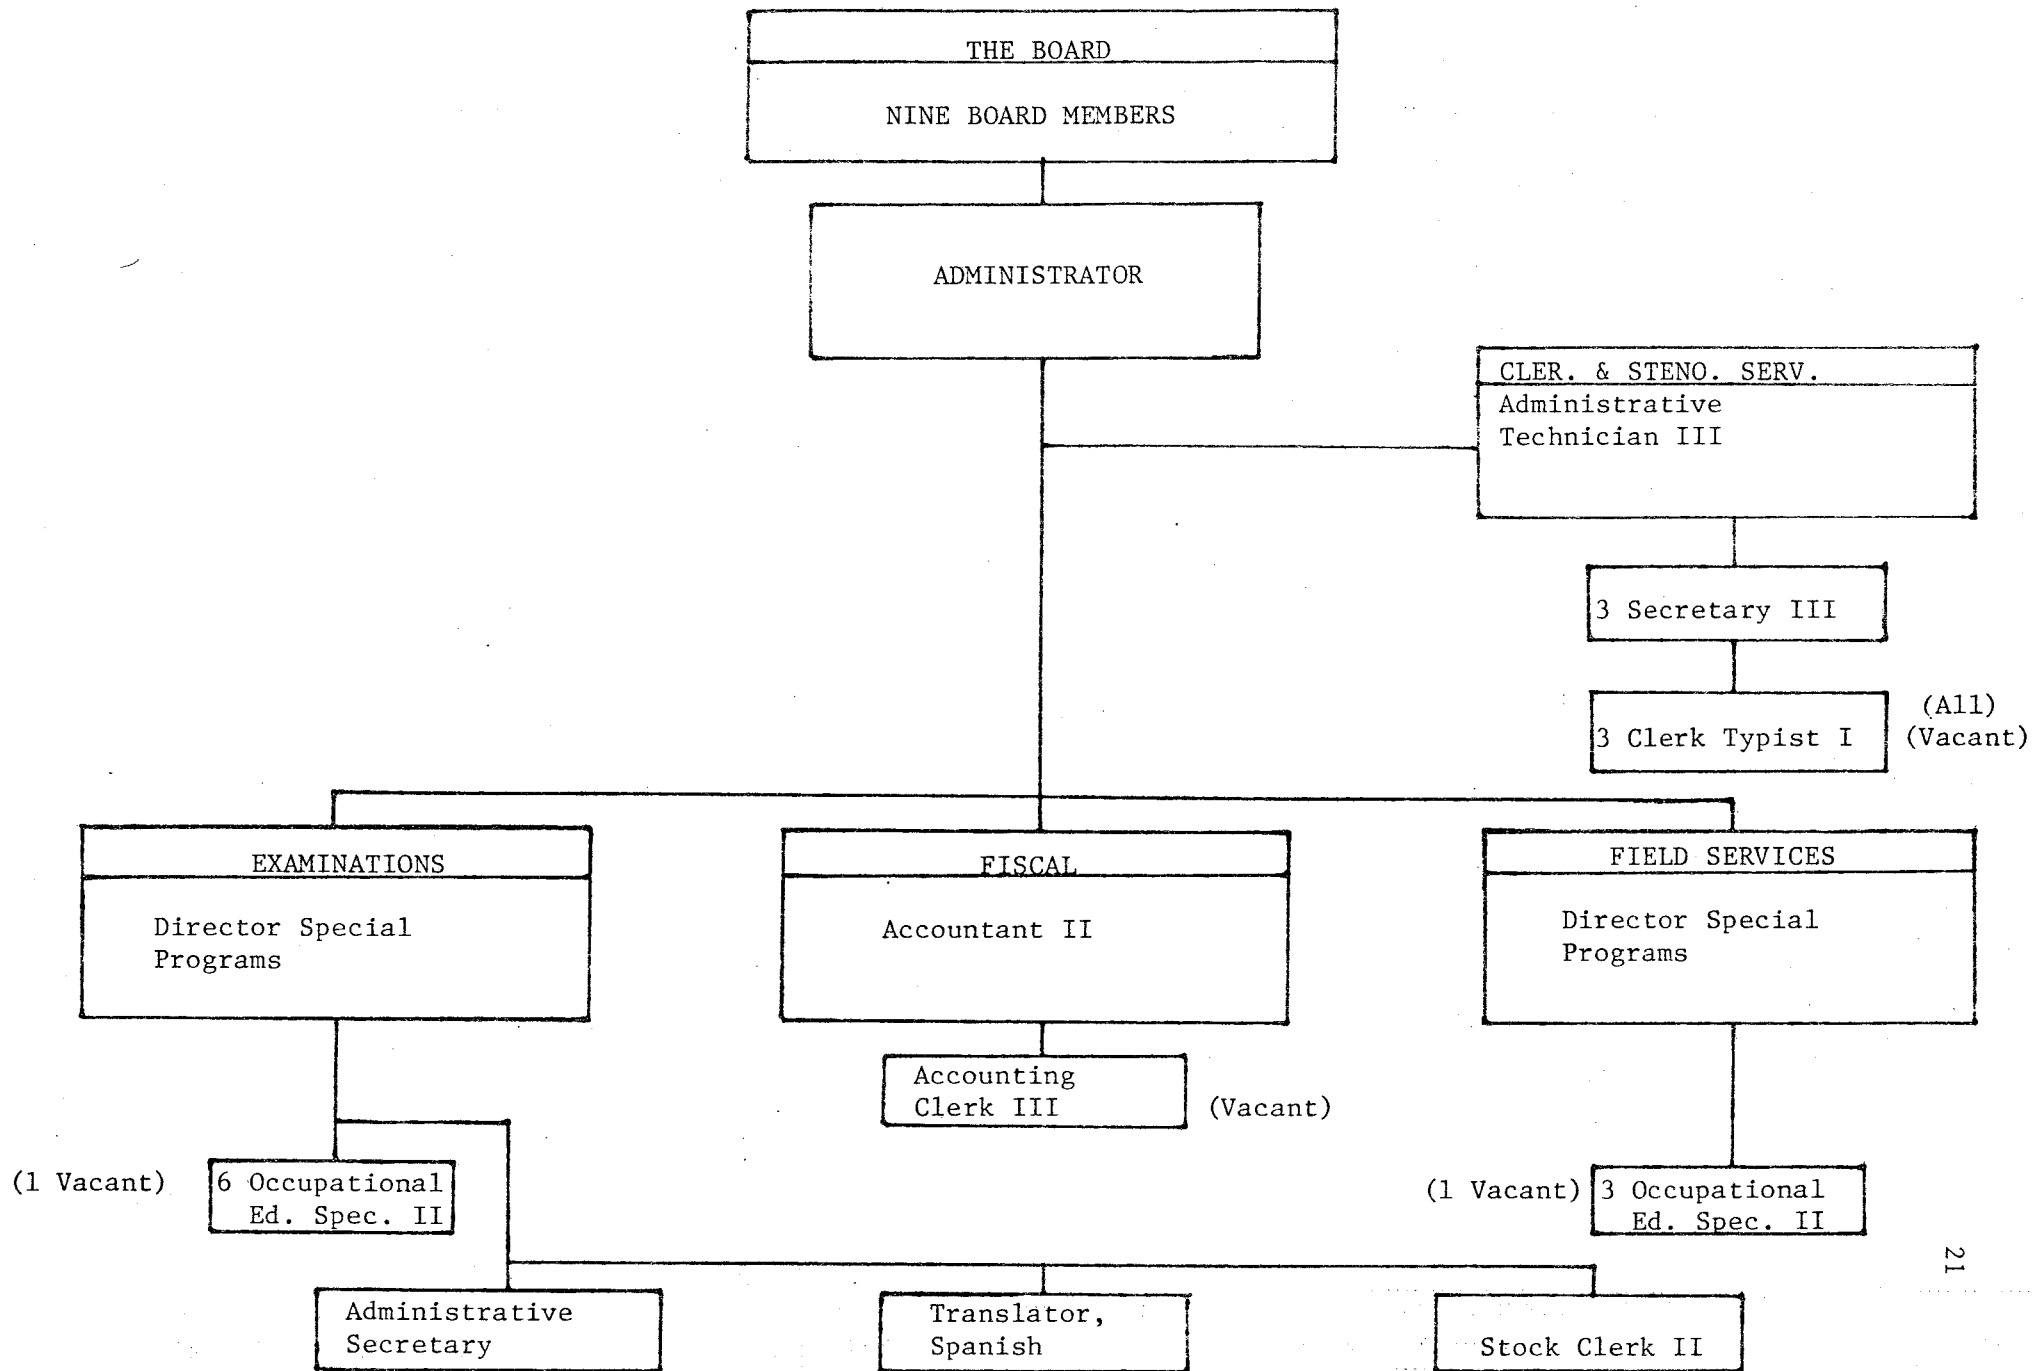 THE BOARD
NINE BOARD MEMBERS
ADMINISTRATOR
CLER. & STENO. SERV.
Administrative
Technician III
3 Secretary III
3 Clerk Typist I
(All)
(Vacant)
EXAMINATIONS
Director Special
Programs
FISCAL
Accountant II
FIELD SERVICES
Director Special
Programs
Accounting
Clerk III
(Vacant)
(1 Vacant)
6 Occupational
Ed. Spec. II
(1 Vacant)
3 Occupational
Ed. Spec. II
Administrative
Secretary
Translator,
Spanish
Stock Clerk II
21